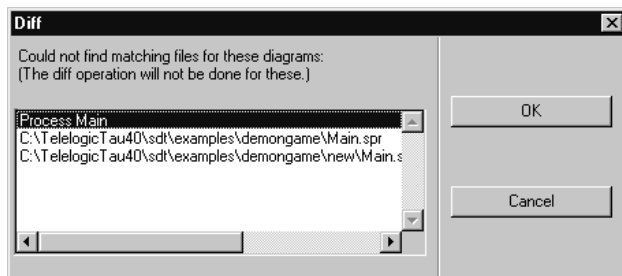 Diff
Could not find matching files for these diagrams:
(The diff operation will not be done for these.)
Process Main
C:\TelelogicTau40\sdt\examples\demongame\Main.spr
C:\TelelogicTau40\sdt\examples\demongame\new\Main.s
OK
Cancel